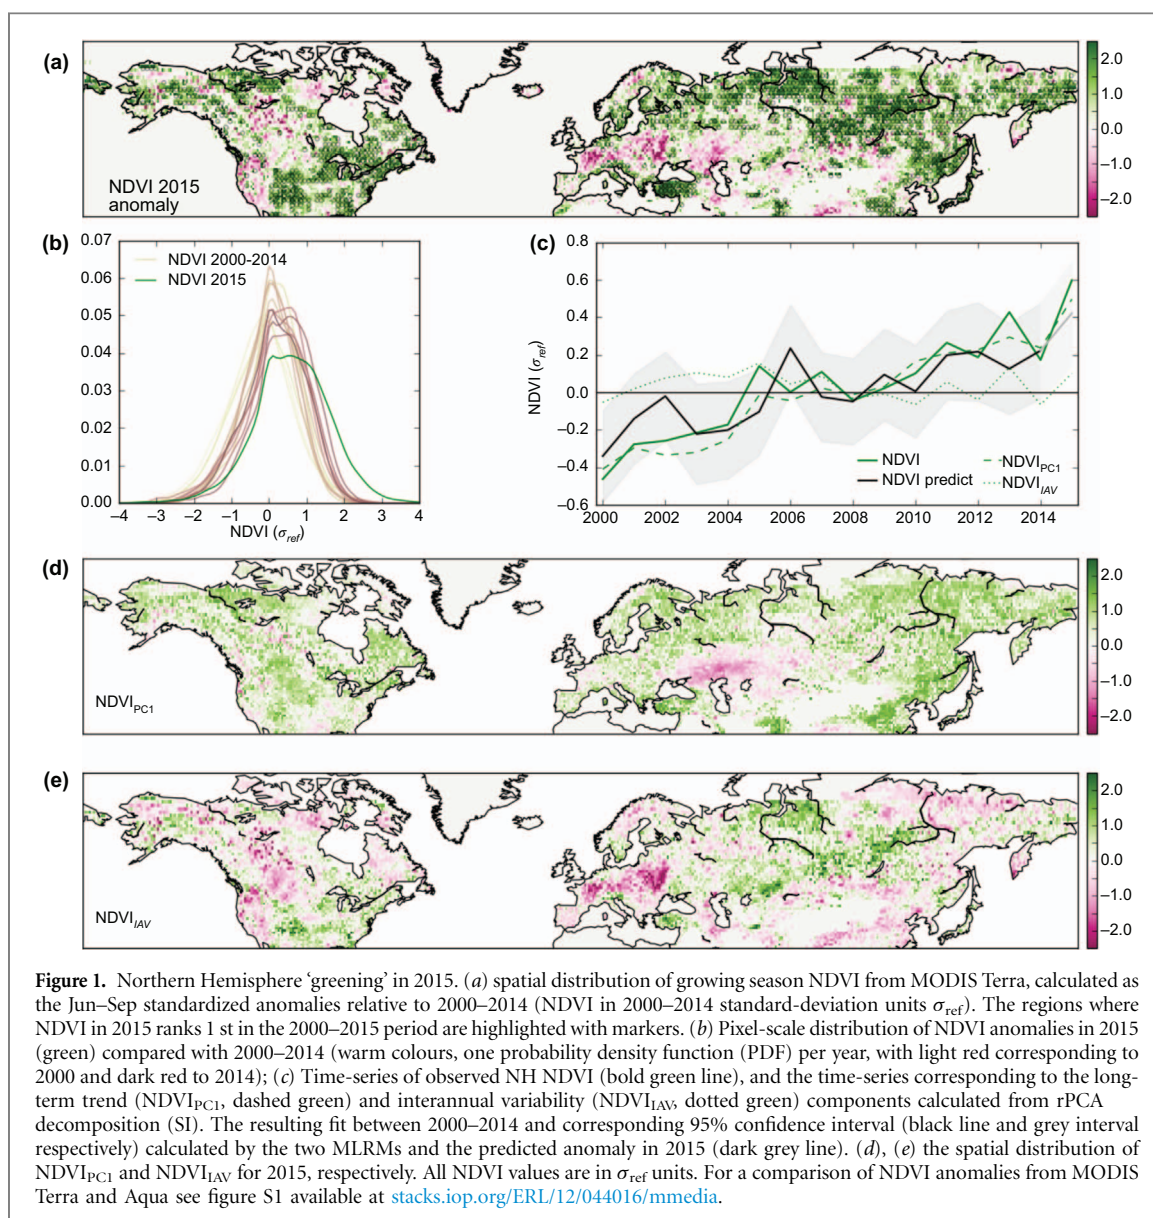 (a)
NDVI 2015
anomaly
2.0
1.0
0.0
−1.0
−2.0
(b)
0.07
0.06
0.05
0.04
0.03
0.02
0.01
0.00
NDVI 2000-2014
NDVI 2015
−4 −3 −2 −1 0 1 2 3 4
NDVI (σref)
(c)
0.8
0.6
0.4
0.2
0.0
−0.2
−0.4
−0.6
NDVI (σref)
NDVI NDVIPC1
NDVI predict NDVIIAV
2000 2002 2004 2006 2008 2010 2012 2014
(d)
NDVIPC1
2.0
1.0
0.0
−1.0
−2.0
(e)
NDVIIAV
2.0
1.0
0.0
−1.0
−2.0
Figure 1. Northern Hemisphere ‘greening’ in 2015. (a) spatial distribution of growing season NDVI from MODIS Terra, calculated as
the Jun–Sep standardized anomalies relative to 2000–2014 (NDVI in 2000–2014 standard-deviation units σref). The regions where
NDVI in 2015 ranks 1 st in the 2000–2015 period are highlighted with markers. (b) Pixel-scale distribution of NDVI anomalies in 2015
(green) compared with 2000–2014 (warm colours, one probability density function (PDF) per year, with light red corresponding to
2000 and dark red to 2014); (c) Time-series of observed NH NDVI (bold green line), and the time-series corresponding to the long-
term trend (NDVIPC1, dashed green) and interannual variability (NDVIIAV, dotted green) components calculated from rPCA
decomposition (SI). The resulting fit between 2000–2014 and corresponding 95% confidence interval (black line and grey interval
respectively) calculated by the two MLRMs and the predicted anomaly in 2015 (dark grey line). (d), (e) the spatial distribution of
NDVIPC1 and NDVIIAV for 2015, respectively. All NDVI values are in σref units. For a comparison of NDVI anomalies from MODIS
Terra and Aqua see figure S1 available at stacks.iop.org/ERL/12/044016/mmedia.